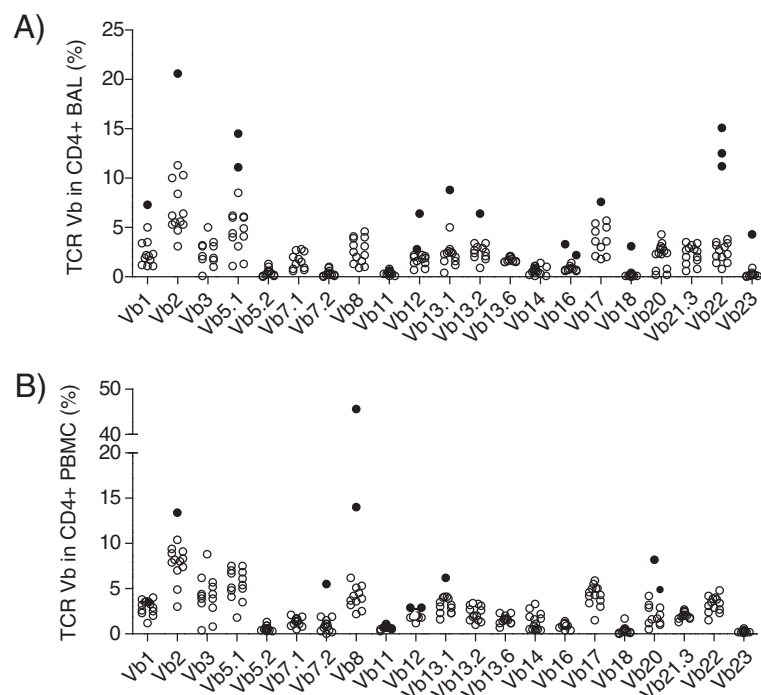 A)
TCR Vb in CD4+ BAL (%)
25
20
15
10
5
0
Vb1 Vb2 Vb3 Vb5.1 Vb5.2 Vb7.1 Vb7.2 Vb8 Vb11 Vb12 Vb13.1 Vb13.2 Vb13.6 Vb14 Vb16 Vb17 Vb18 Vb20 Vb21.3 Vb22 Vb23
B)
TCR Vb in CD4+ PBMC (%)
50
40
20
15
10
5
0
Vb1 Vb2 Vb3 Vb5.1 Vb5.2 Vb7.1 Vb7.2 Vb8 Vb11 Vb12 Vb13.1 Vb13.2 Vb13.6 Vb14 Vb16 Vb17 Vb18 Vb20 Vb21.3 Vb22 Vb23